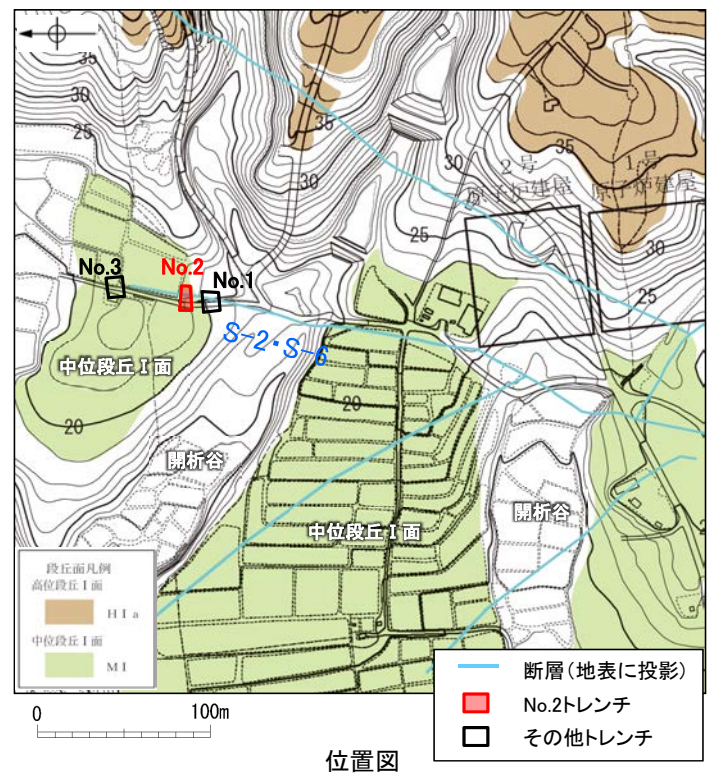 30
25
35
30
35
30
25
2号
原子炉建屋
1号
原子炉建屋
30
25
No.3
No.2
No.1
S-2・S-6
中位段丘Ⅰ面
20
20
開析谷
中位段丘Ⅰ面
開析谷
段丘面凡例
高位段丘Ⅰ面
HⅠa
中位段丘Ⅰ面
MⅠ
断層(地表に投影)
No.2トレンチ
その他トレンチ
0 100m
位置図